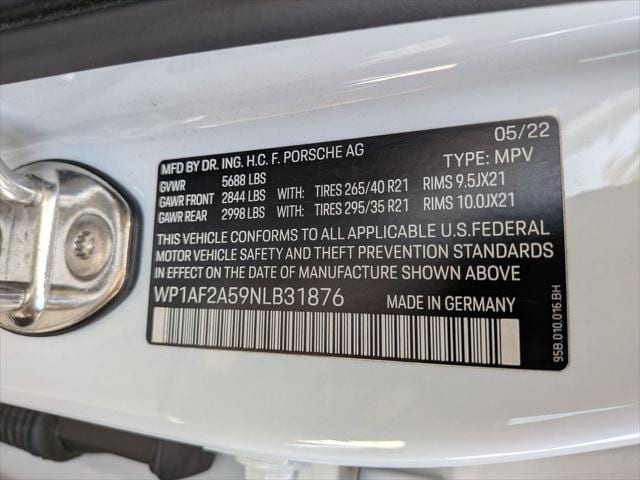 05/22
MFD BY DR. ING. H.C. F. PORSCHE AG
TYPE: MPV
GVWR 5688 LBS
GAWR FRONT 2844 LBS WITH: TIRES 265/40 R21 RIMS 9.5JX21
GAWR REAR 2998 LBS WITH: TIRES 295/35 R21 RIMS 10.0JX21
THIS VEHICLE CONFORMS TO ALL APPLICABLE U.S.FEDERAL
MOTOR VEHICLE SAFETY AND THEFT PREVENTION STANDARDS
IN EFFECT ON THE DATE OF MANUFACTURE SHOWN ABOVE
WP1AF2A59NLB31876 MADE IN GERMANY
95B.010.016.BH